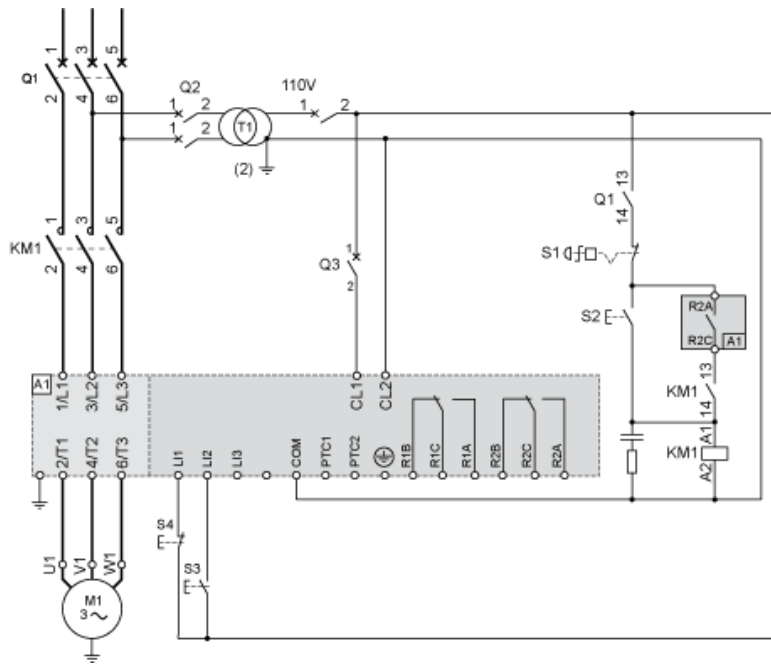 1 3 5
Q1
2 4 6
Q2
1 2
1 2
T1
(2)
110V
1 2
1 3 5
KM1
2 4 6
Q3
1
2
13
Q1
14
S1
S2
R2A
R2C A1
13
KM1
14
A1
KM1
A2
A1
1/L1 3/L2 5/L3
CL1 CL2
2/T1 4/T2 6/T3
LI1 LI2 LI3 COM PTC1 PTC2 R1B R1C R1A R2B R2C R2A
S4
S3
U1 V1 W1
M1
3 ~